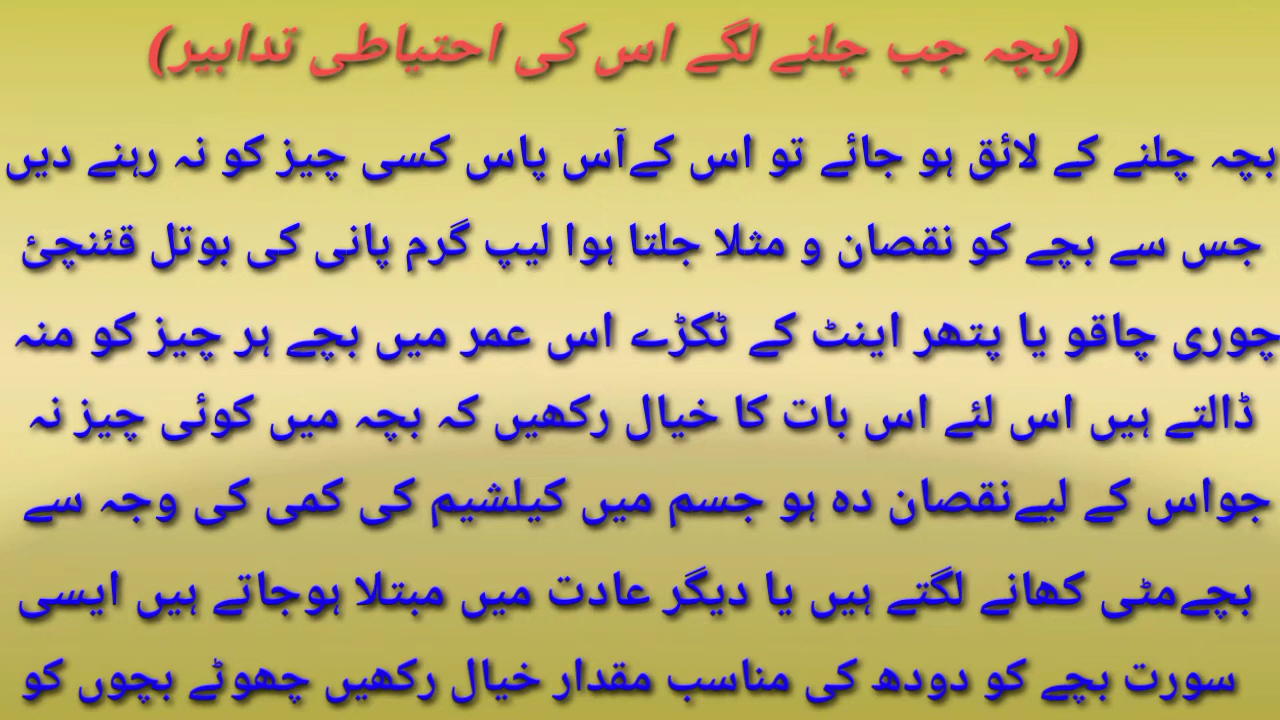 (بچہ جب چلنے لگے اس کی احتیاطی تدابیر)
بچہ چلنے کے لائق ہو جائے تو اس کےآس پاس کسی چیز کو نہ رہنے دیں
جس سے بچے کو نقصان و مثلا جلتا ہوا لیپ گرم پانی کی بوتل قئنچئ
چوری چاقو یا پتھر اینٹ کے ٹکڑے اس عمر میں بچے ہر چیز کو منہ
ڈالتے ہیں اس لئے اس بات کا خیال رکھیں کہ بچہ میں کوئی چیز نہ
جواس کے لیےنقصان دہ ہو جسم میں کیلشیم کی کمی کی وجہ سے
بچےمٹی کھانے لگتے ہیں یا دیگر عادت میں مبتلا ہوجاتے ہیں ایسی
سورت بچے کو دودھ کی مناسب مقدار خیال رکھیں چھوٹے بچوں کو